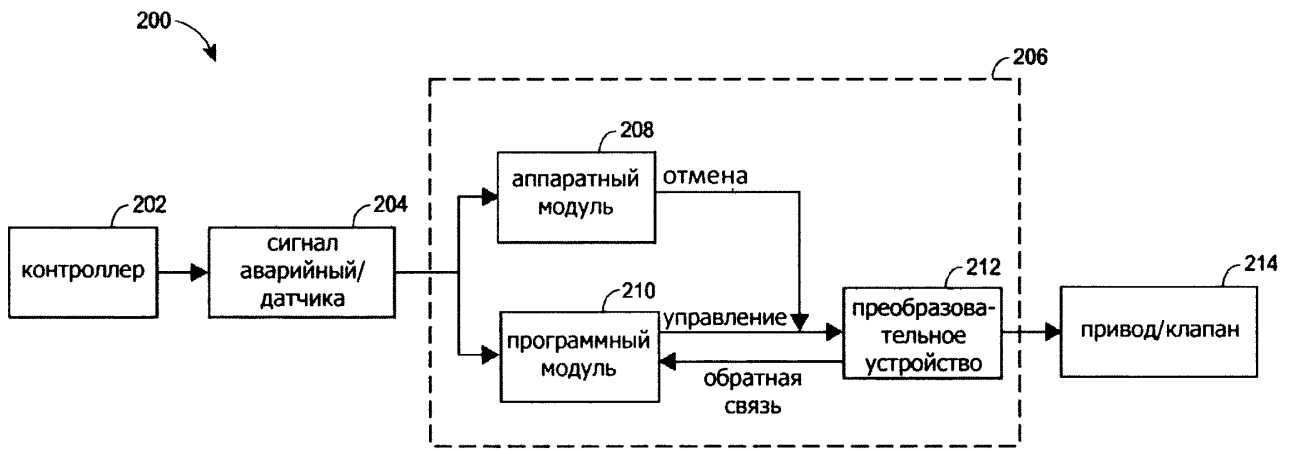 200
206
208
аппаратный
модуль
отмена
202
контроллер
204
сигнал
аварийный/
датчика
210
программный
модуль
управление
обратная
связь
212
преобразова-
тельное
устройство
214
привод/клапан